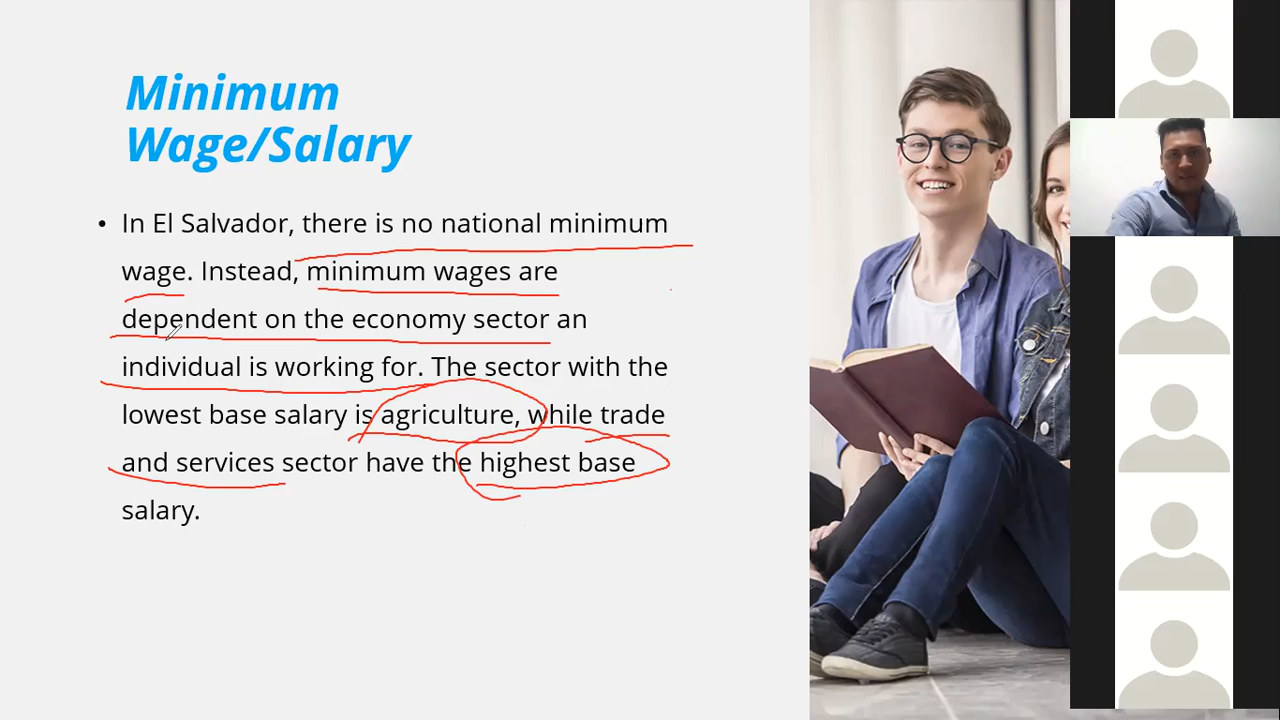 Minimum
Wage/Salary
• In El Salvador, there is no national minimum
wage. Instead, minimum wages are
dependent on the economy sector an
individual is working for. The sector with the
lowest base salary is agriculture, while trade
and services sector have the highest base
salary.